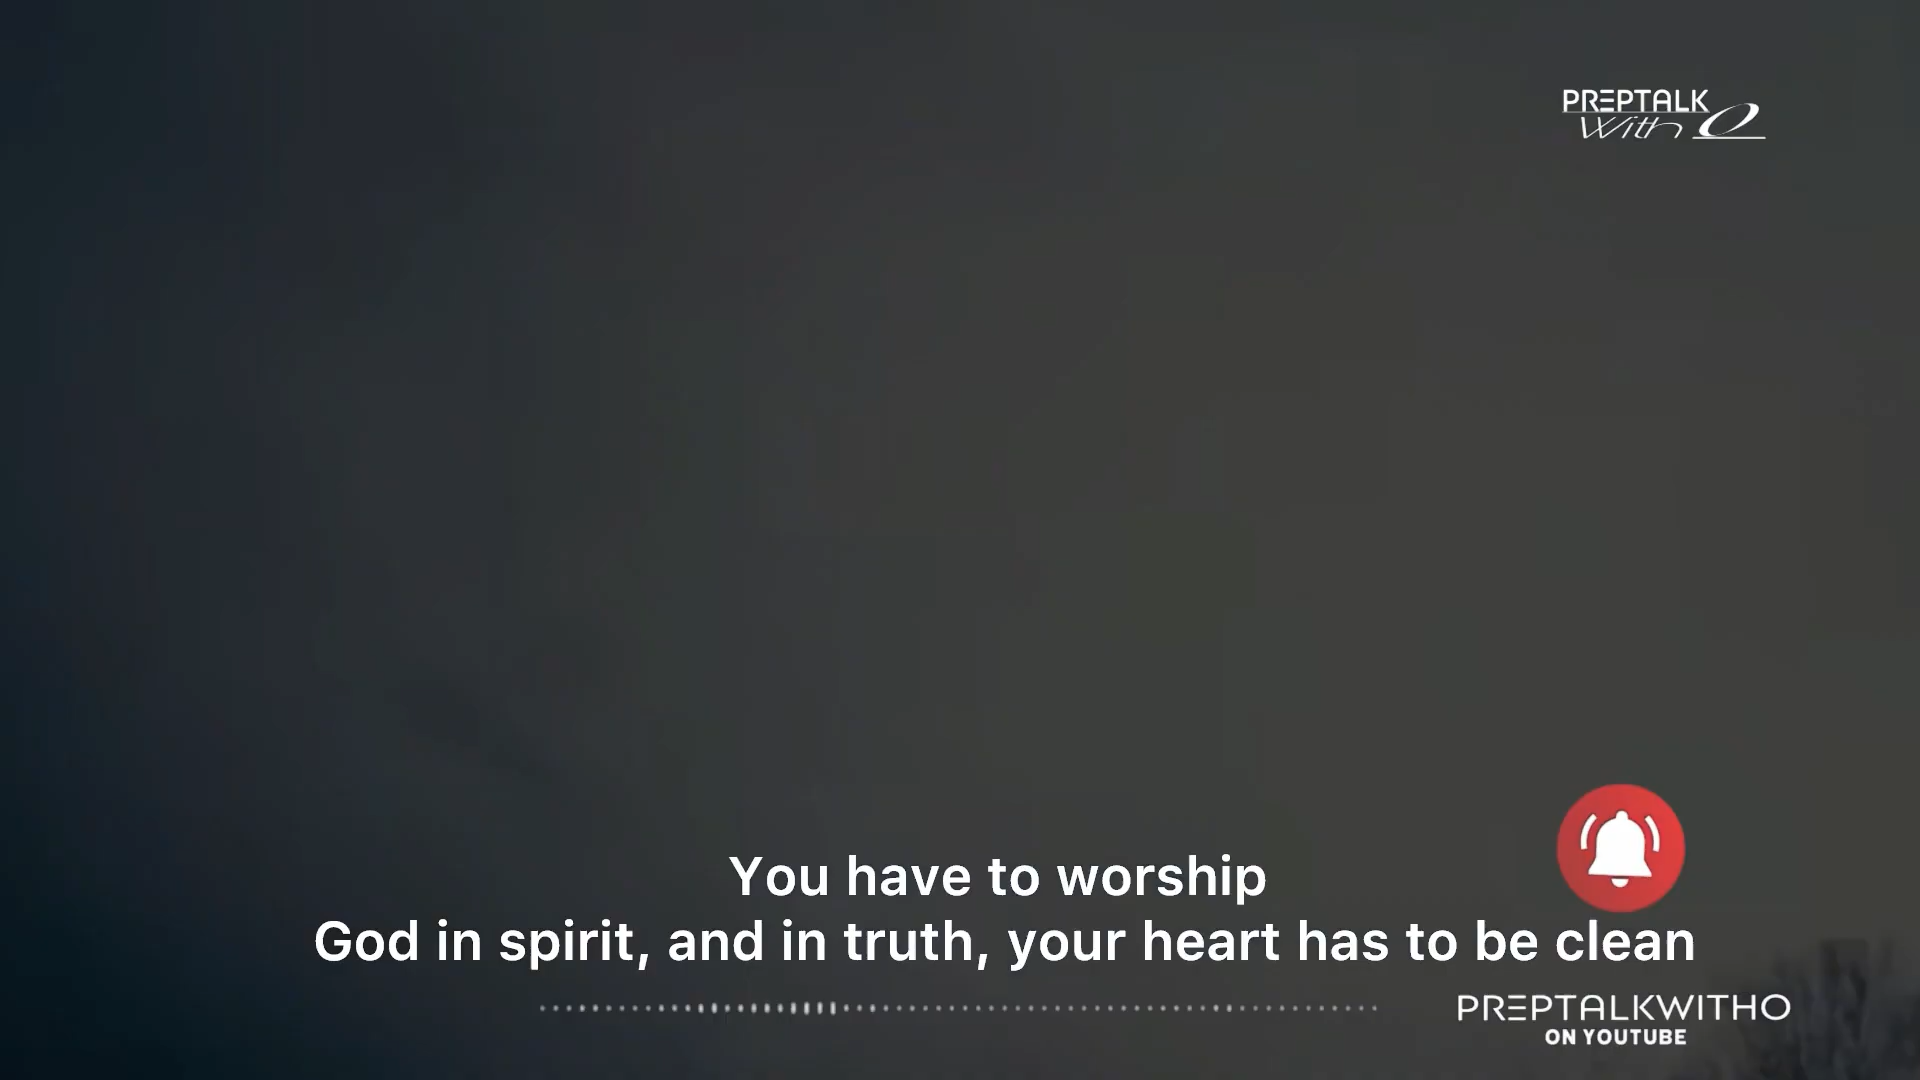 PREPTALK
With O
You have to worship
God in spirit, and in truth, your heart has to be clean
PREPTALKWITHO
ON YOUTUBE